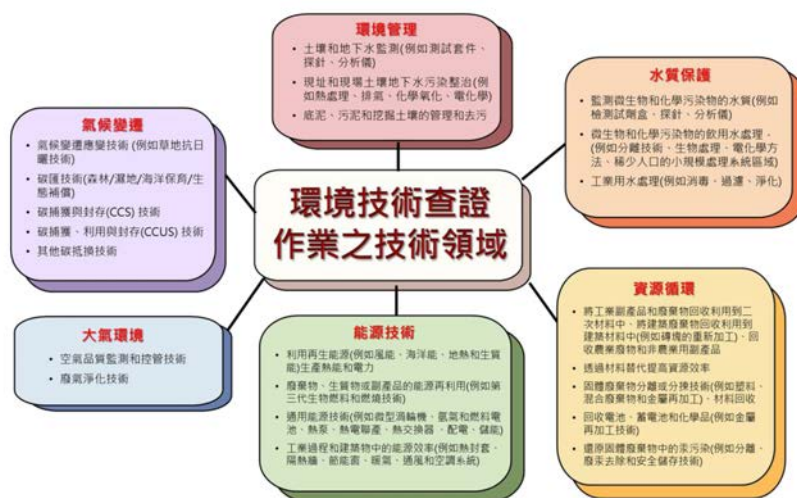 環境管理
• 土壤和地下水監測(例如測試套件、
探針、分析儀)
• 現址和現場土壤地下水污染整治(例
如熱處理、排氣、化學氧化、電化學)
• 底泥、污泥和挖掘土壤的管理和去污
水質保護
• 監測微生物和化學污染物的水質(例如
檢測試劑盒、探針、分析儀)
• 微生物和化學污染物的飲用水處理。
(例如分離技術、生物處理、電化學方
法、稀少人口的小規模處理系統區域)
• 工業用水處理(例如消毒、過濾、淨化)
氣候變遷
• 氣候變遷應變技術 (例如草地抗日
曬技術)
• 碳匯技術(森林/濕地/海洋保育/生
態補償)
• 碳捕獲與封存(CCS) 技術
• 碳捕獲、利用與封存(CCUS) 技術
• 其他碳抵換技術
環境技術查證
作業之技術領域
資源循環
• 將工業副產品和廢棄物回收利用到二
次材料中、將建築廢棄物回收利用到
建築材料中(例如磚塊的重新加工)、回
收農業廢物和非農業用副產品
• 透過材料替代提高資源效率
• 固體廢棄物分離或分揀技術(例如塑料、
混合廢棄物和金屬再加工)、材料回收
• 回收電池、蓄電池和化學品(例如金屬
再加工技術)
• 還原固體廢棄物中的汞污染(例如分離、
廢汞去除和安全儲存技術)
大氣環境
• 空氣品質監測和控管技術
• 廢氣淨化技術
能源技術
• 利用再生能源(例如風能、海洋能、地熱和生質
能)生產熱能和電力
• 廢棄物、生質物或副產品的能源再利用(例如第
三代生物燃料和燃燒技術)
• 通用能源技術(例如微型渦輪機、氫氣和燃料電
池、熱泵、熱電聯產、熱交換器、配電、儲能)
• 工業過程和建築物中的能源效率(例如熱封套、
隔熱牆、節能窗、暖氣、通風和空調系統)